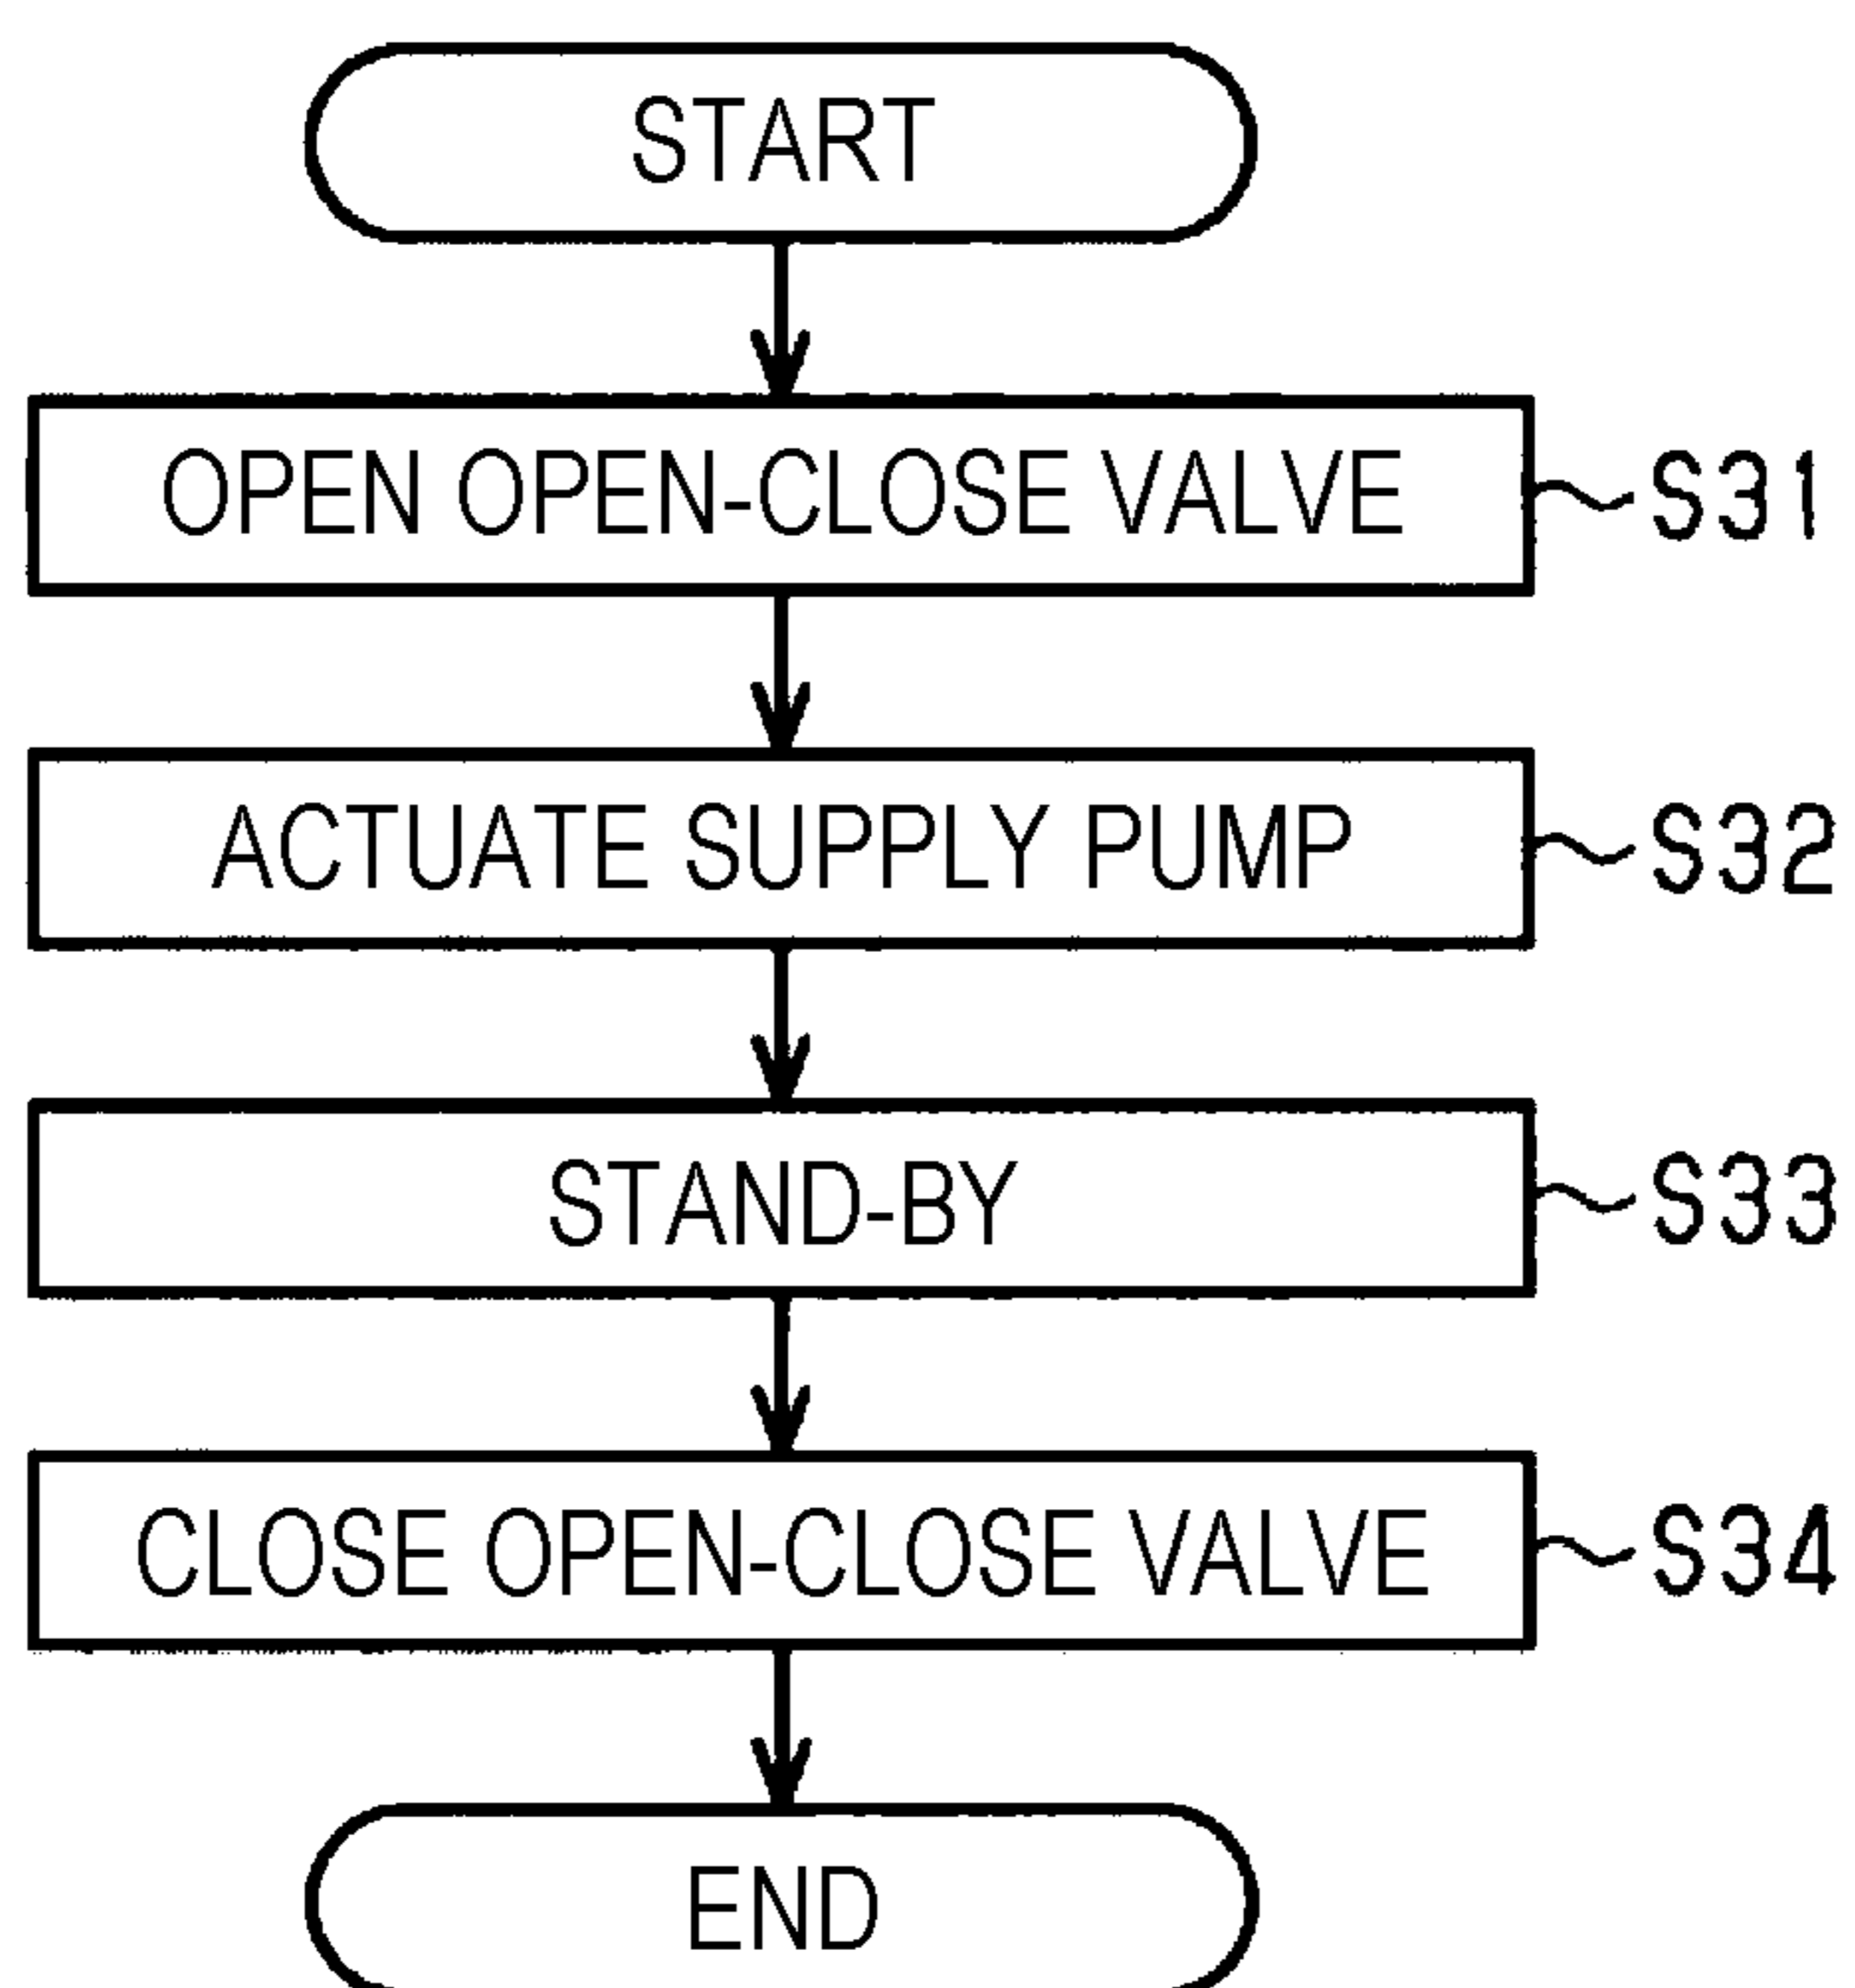 START
OPEN OPEN-CLOSE VALVE S31
ACTUATE SUPPLY PUMP S32
STAND-BY S33
CLOSE OPEN-CLOSE VALVE S34
END